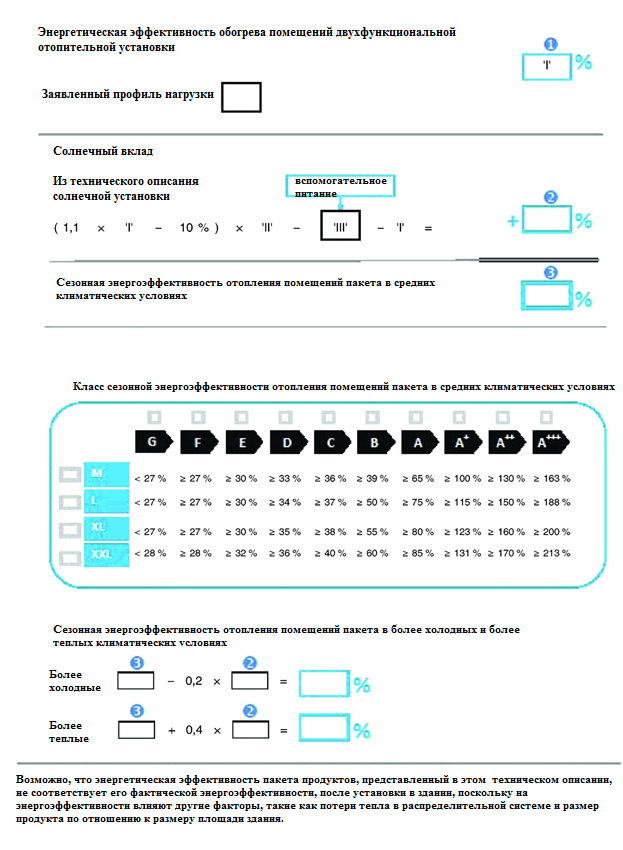 Энергетическая эффективность обогрева помещений двухфункциональной
отопительной установки
❶
'I' %
Заявленный профиль нагрузки
Солнечный вклад
Из технического описания
солнечной установки
вспомогательное
питание
❷
( 1,1 × 'I' – 10 % ) × 'II' – 'III' – 'I' = + %
Сезонная энергоэффективность отопления помещений пакета в средних
климатических условиях
❸
%
Класс сезонной энергоэффективности отопления помещений пакета в средних климатических условиях
G F E D C B A A+ A++ A+++
M < 27 % ≥ 27 % ≥ 30 % ≥ 33 % ≥ 36 % ≥ 39 % ≥ 65 % ≥ 100 % ≥ 130 % ≥ 163 %
L < 27 % ≥ 27 % ≥ 30 % ≥ 34 % ≥ 37 % ≥ 50 % ≥ 75 % ≥ 115 % ≥ 150 % ≥ 188 %
XL < 27 % ≥ 27 % ≥ 30 % ≥ 35 % ≥ 38 % ≥ 55 % ≥ 80 % ≥ 123 % ≥ 160 % ≥ 200 %
XXL < 28 % ≥ 28 % ≥ 32 % ≥ 36 % ≥ 40 % ≥ 60 % ≥ 85 % ≥ 131 % ≥ 170 % ≥ 213 %
Сезонная энергоэффективность отопления помещений пакета в более холодных и более
теплых климатических условиях
❸ ❷
Более
холодные – 0,2 × = %
❸ ❷
Более
теплые + 0,4 × = %
Возможно, что энергетическая эффективность пакета продуктов, представленный в этом техническом описании,
не соответствует его фактической энергоэффективности, после установки в здании, поскольку на
энергоэффективности влияют другие факторы, такие как потери тепла в распределительной системе и размер
продукта по отношению к размеру площади здания.